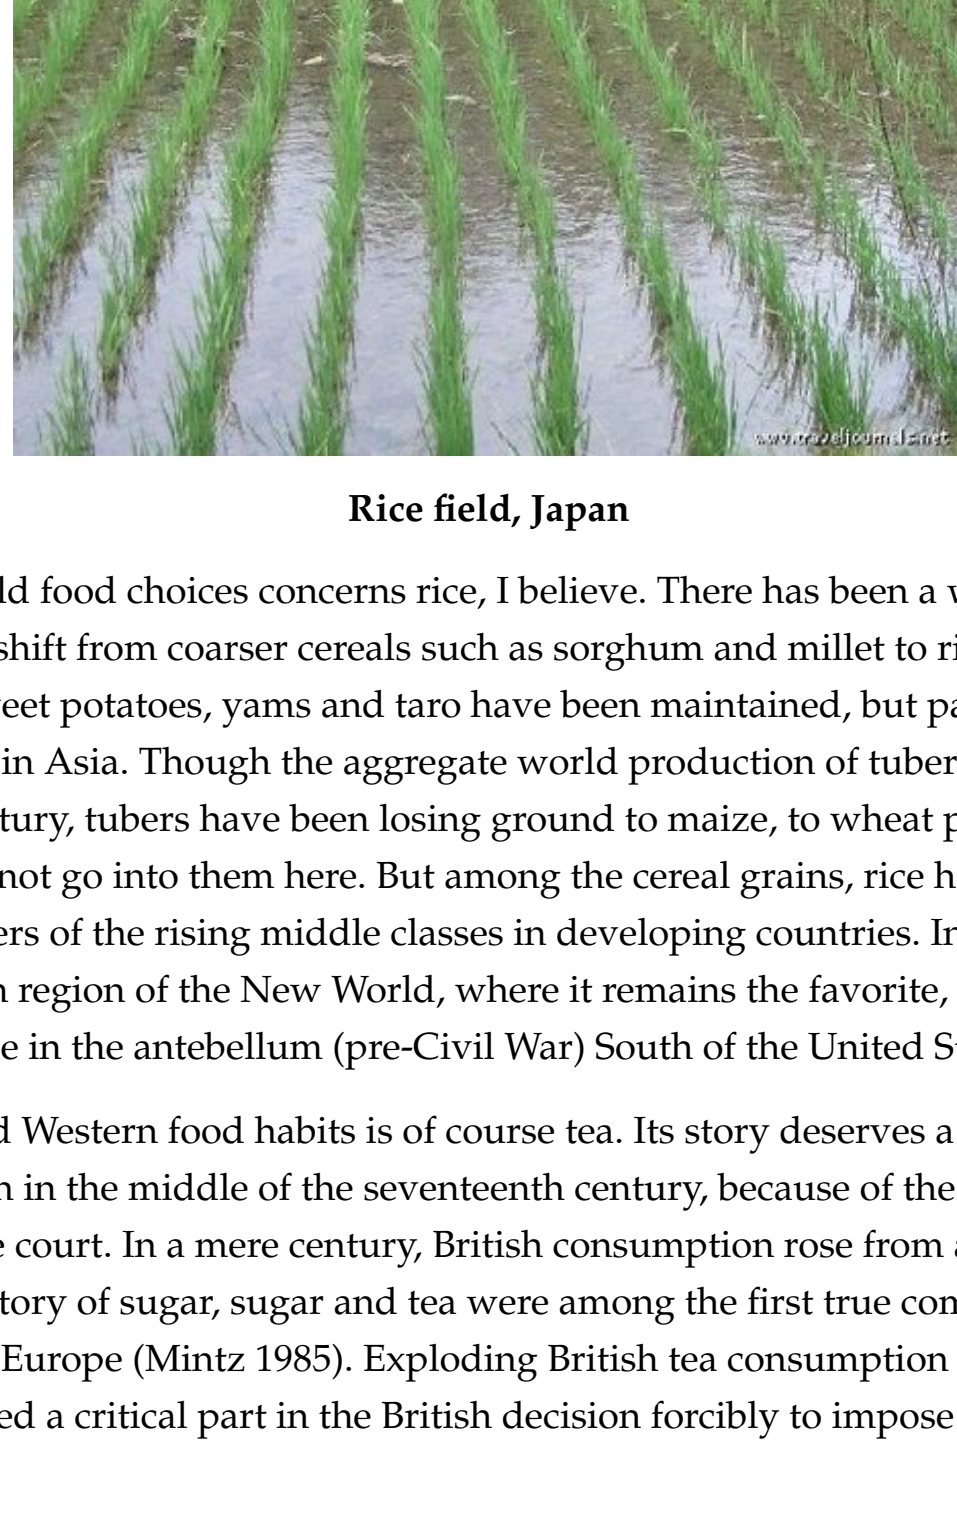 www.traveljournals.net
Rice field, Japan
ld food choices concerns rice, I believe. There has been a w
shift from coarser cereals such as sorghum and millet to ri
eet potatoes, yams and taro have been maintained, but pa
in Asia. Though the aggregate world production of tuber
tury, tubers have been losing ground to maize, to wheat p
not go into them here. But among the cereal grains, rice h
ers of the rising middle classes in developing countries. In
n region of the New World, where it remains the favorite,
e in the antebellum (pre-Civil War) South of the United St
d Western food habits is of course tea. Its story deserves a
n in the middle of the seventeenth century, because of the
e court. In a mere century, British consumption rose from a
tory of sugar, sugar and tea were among the first true com
Europe (Mintz 1985). Exploding British tea consumption
ed a critical part in the British decision forcibly to impose